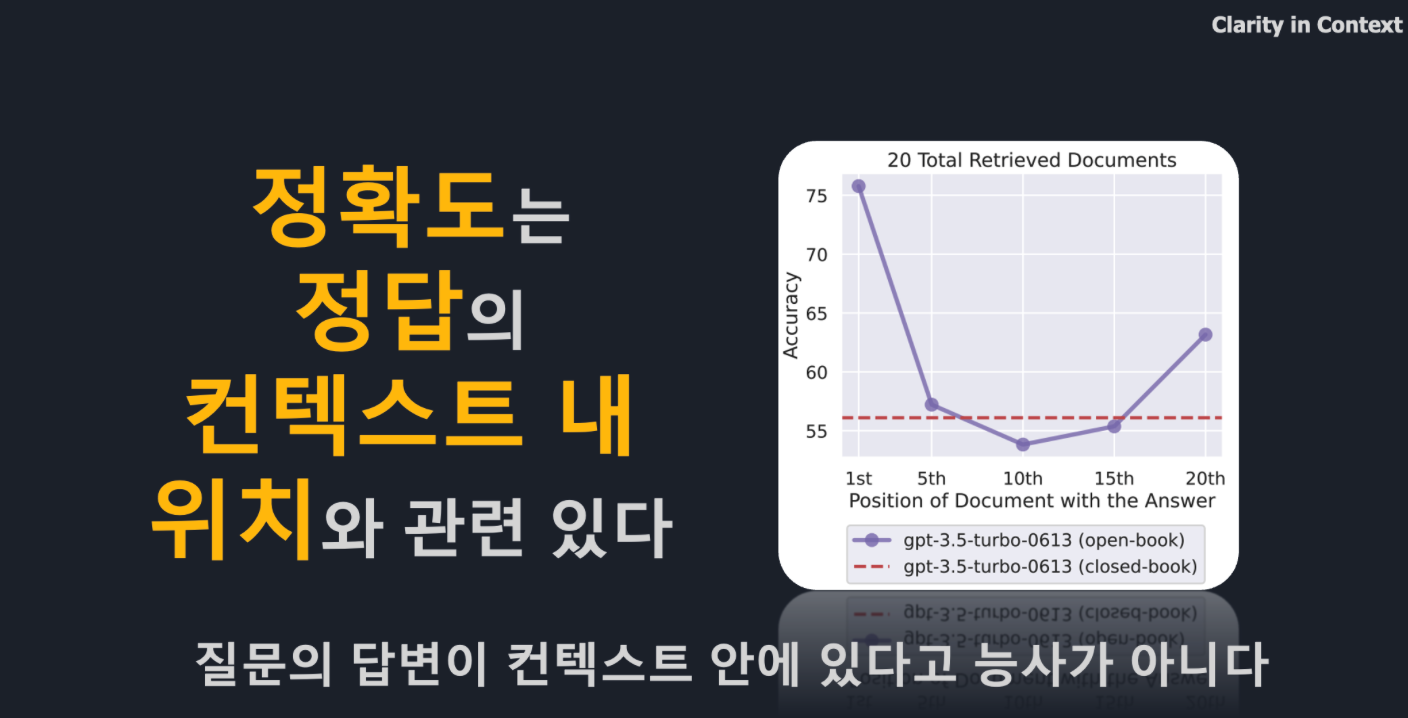 Clarity in Context
정확도는
정답의
컨텍스트 내
위치와 관련 있다
20 Total Retrieved Documents
Accuracy
75
70
65
60
55
1st 5th 10th 15th 20th
Position of Document with the Answer
gpt-3.5-turbo-0613 (open-book)
gpt-3.5-turbo-0613 (closed-book)
질문의 답변이 컨텍스트 안에 있다고 능사가 아니다